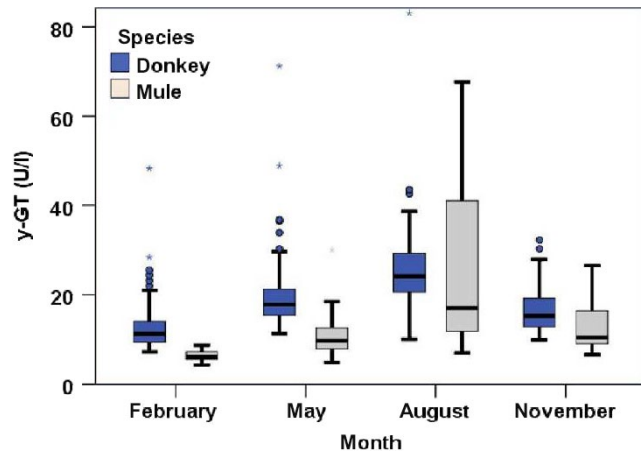 80
60
40
20
0
y-GT (U/l)
Species
Donkey
Mule
February May August November
Month